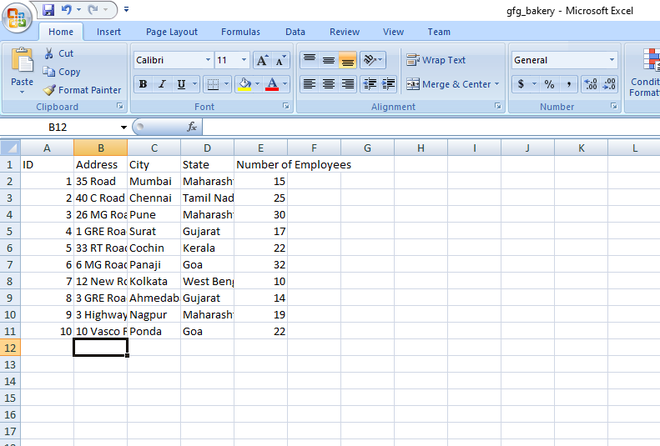 gfg_bakery - Microsoft Excel
Home Insert Page Layout Formulas Data Review View Team
Paste Cut Copy Format Painter Clipboard
Calibri 11 A A B I U A Font
Wrap Text Merge & Center Alignment
General $ % , .00 .0 Number
Conditi
Format
B12 fx
A B C D E F G H I J K L
1 ID Address City State Number of Employees
2 1 35 Road Mumbai Maharash 15
3 2 40 C Road Chennai Tamil Nad 25
4 3 26 MG Roa Pune Maharash 30
5 4 1 GRE Roa Surat Gujarat 17
6 5 33 RT Road Cochin Kerala 22
7 6 6 MG Road Panaji Goa 32
8 7 12 New Ro Kolkata West Beng 10
9 8 3 GRE Roa Ahmedab Gujarat 14
10 9 3 Highway Nagpur Maharash 19
11 10 10 Vasco F Ponda Goa 22
12
13
14
15
16
17